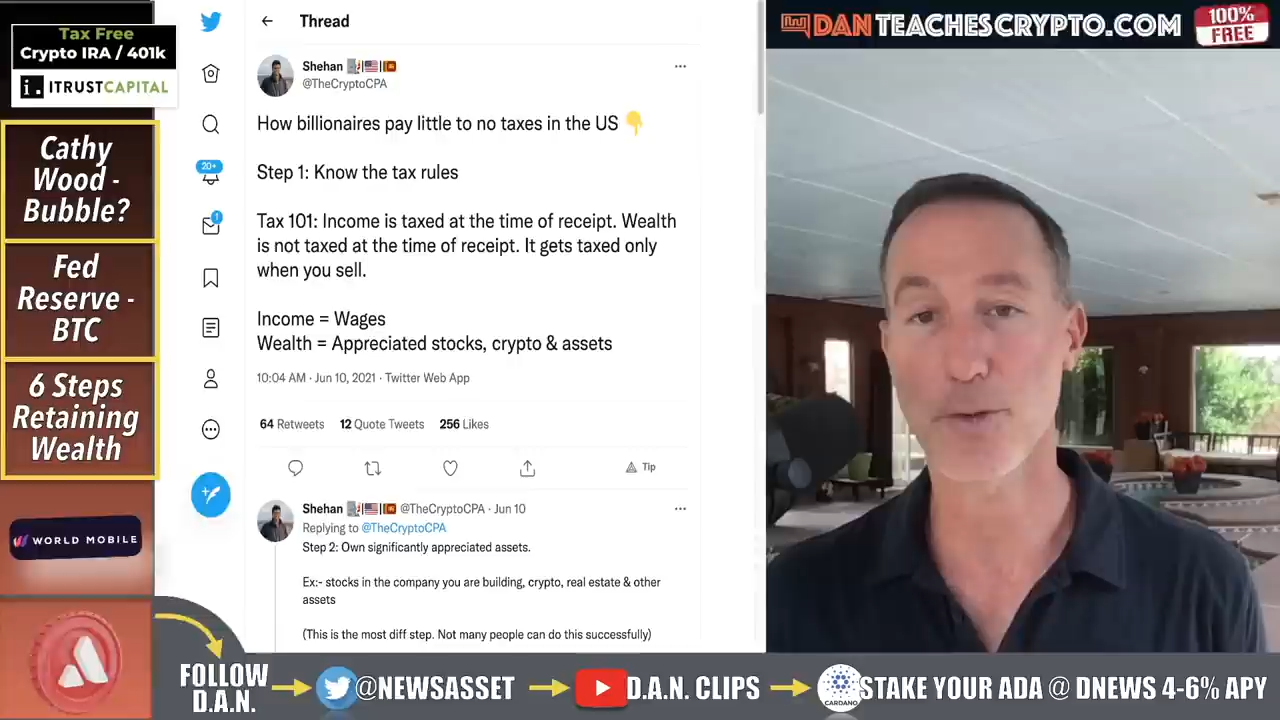 Tax Free
Crypto IRA / 401k
i. ITRUSTCAPITAL
Cathy
Wood -
Bubble?
Fed
Reserve -
BTC
6 Steps
Retaining
Wealth
WORLD MOBILE
Thread
20+
1
Shehan
@TheCryptoCPA
How billionaires pay little to no taxes in the US
Step 1: Know the tax rules
Tax 101: Income is taxed at the time of receipt. Wealth
is not taxed at the time of receipt. It gets taxed only
when you sell.
Income = Wages
Wealth = Appreciated stocks, crypto & assets
10:04 AM · Jun 10, 2021 · Twitter Web App
64 Retweets 12 Quote Tweets 256 Likes
Tip
Shehan @TheCryptoCPA · Jun 10
Replying to @TheCryptoCPA
Step 2: Own significantly appreciated assets.
Ex:- stocks in the company you are building, crypto, real estate & other
assets
(This is the most diff step. Not many people can do this successfully)
DANTEACHESCRYPTO.COM
100%
FREE
FOLLOW
D.A.N.
@NEWSASSET
D.A.N. CLIPS
CARDANO
STAKE YOUR ADA @ DNEWS 4-6% APY